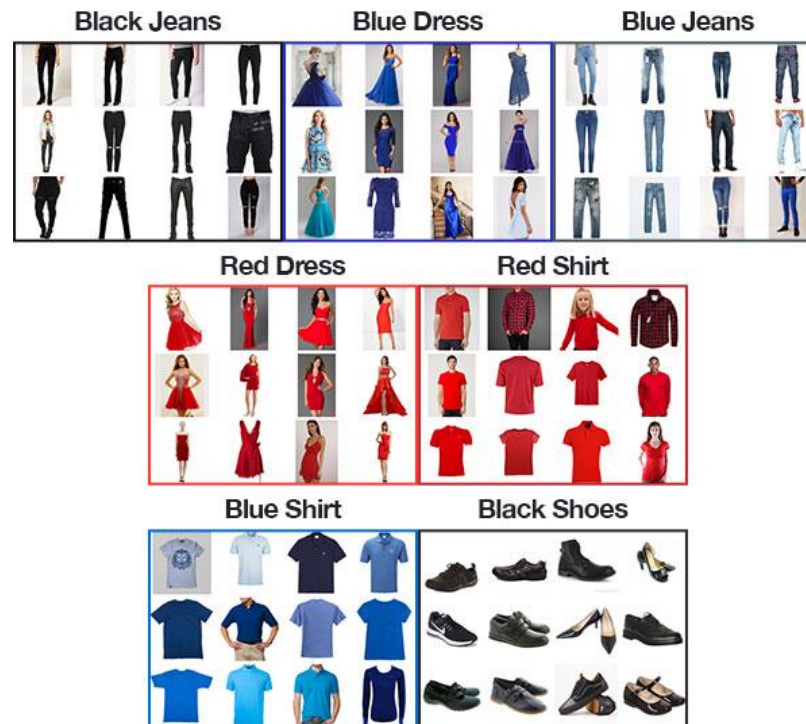 Black Jeans
Blue Dress
Blue Jeans
Red Dress
Red Shirt
Blue Shirt
Black Shoes